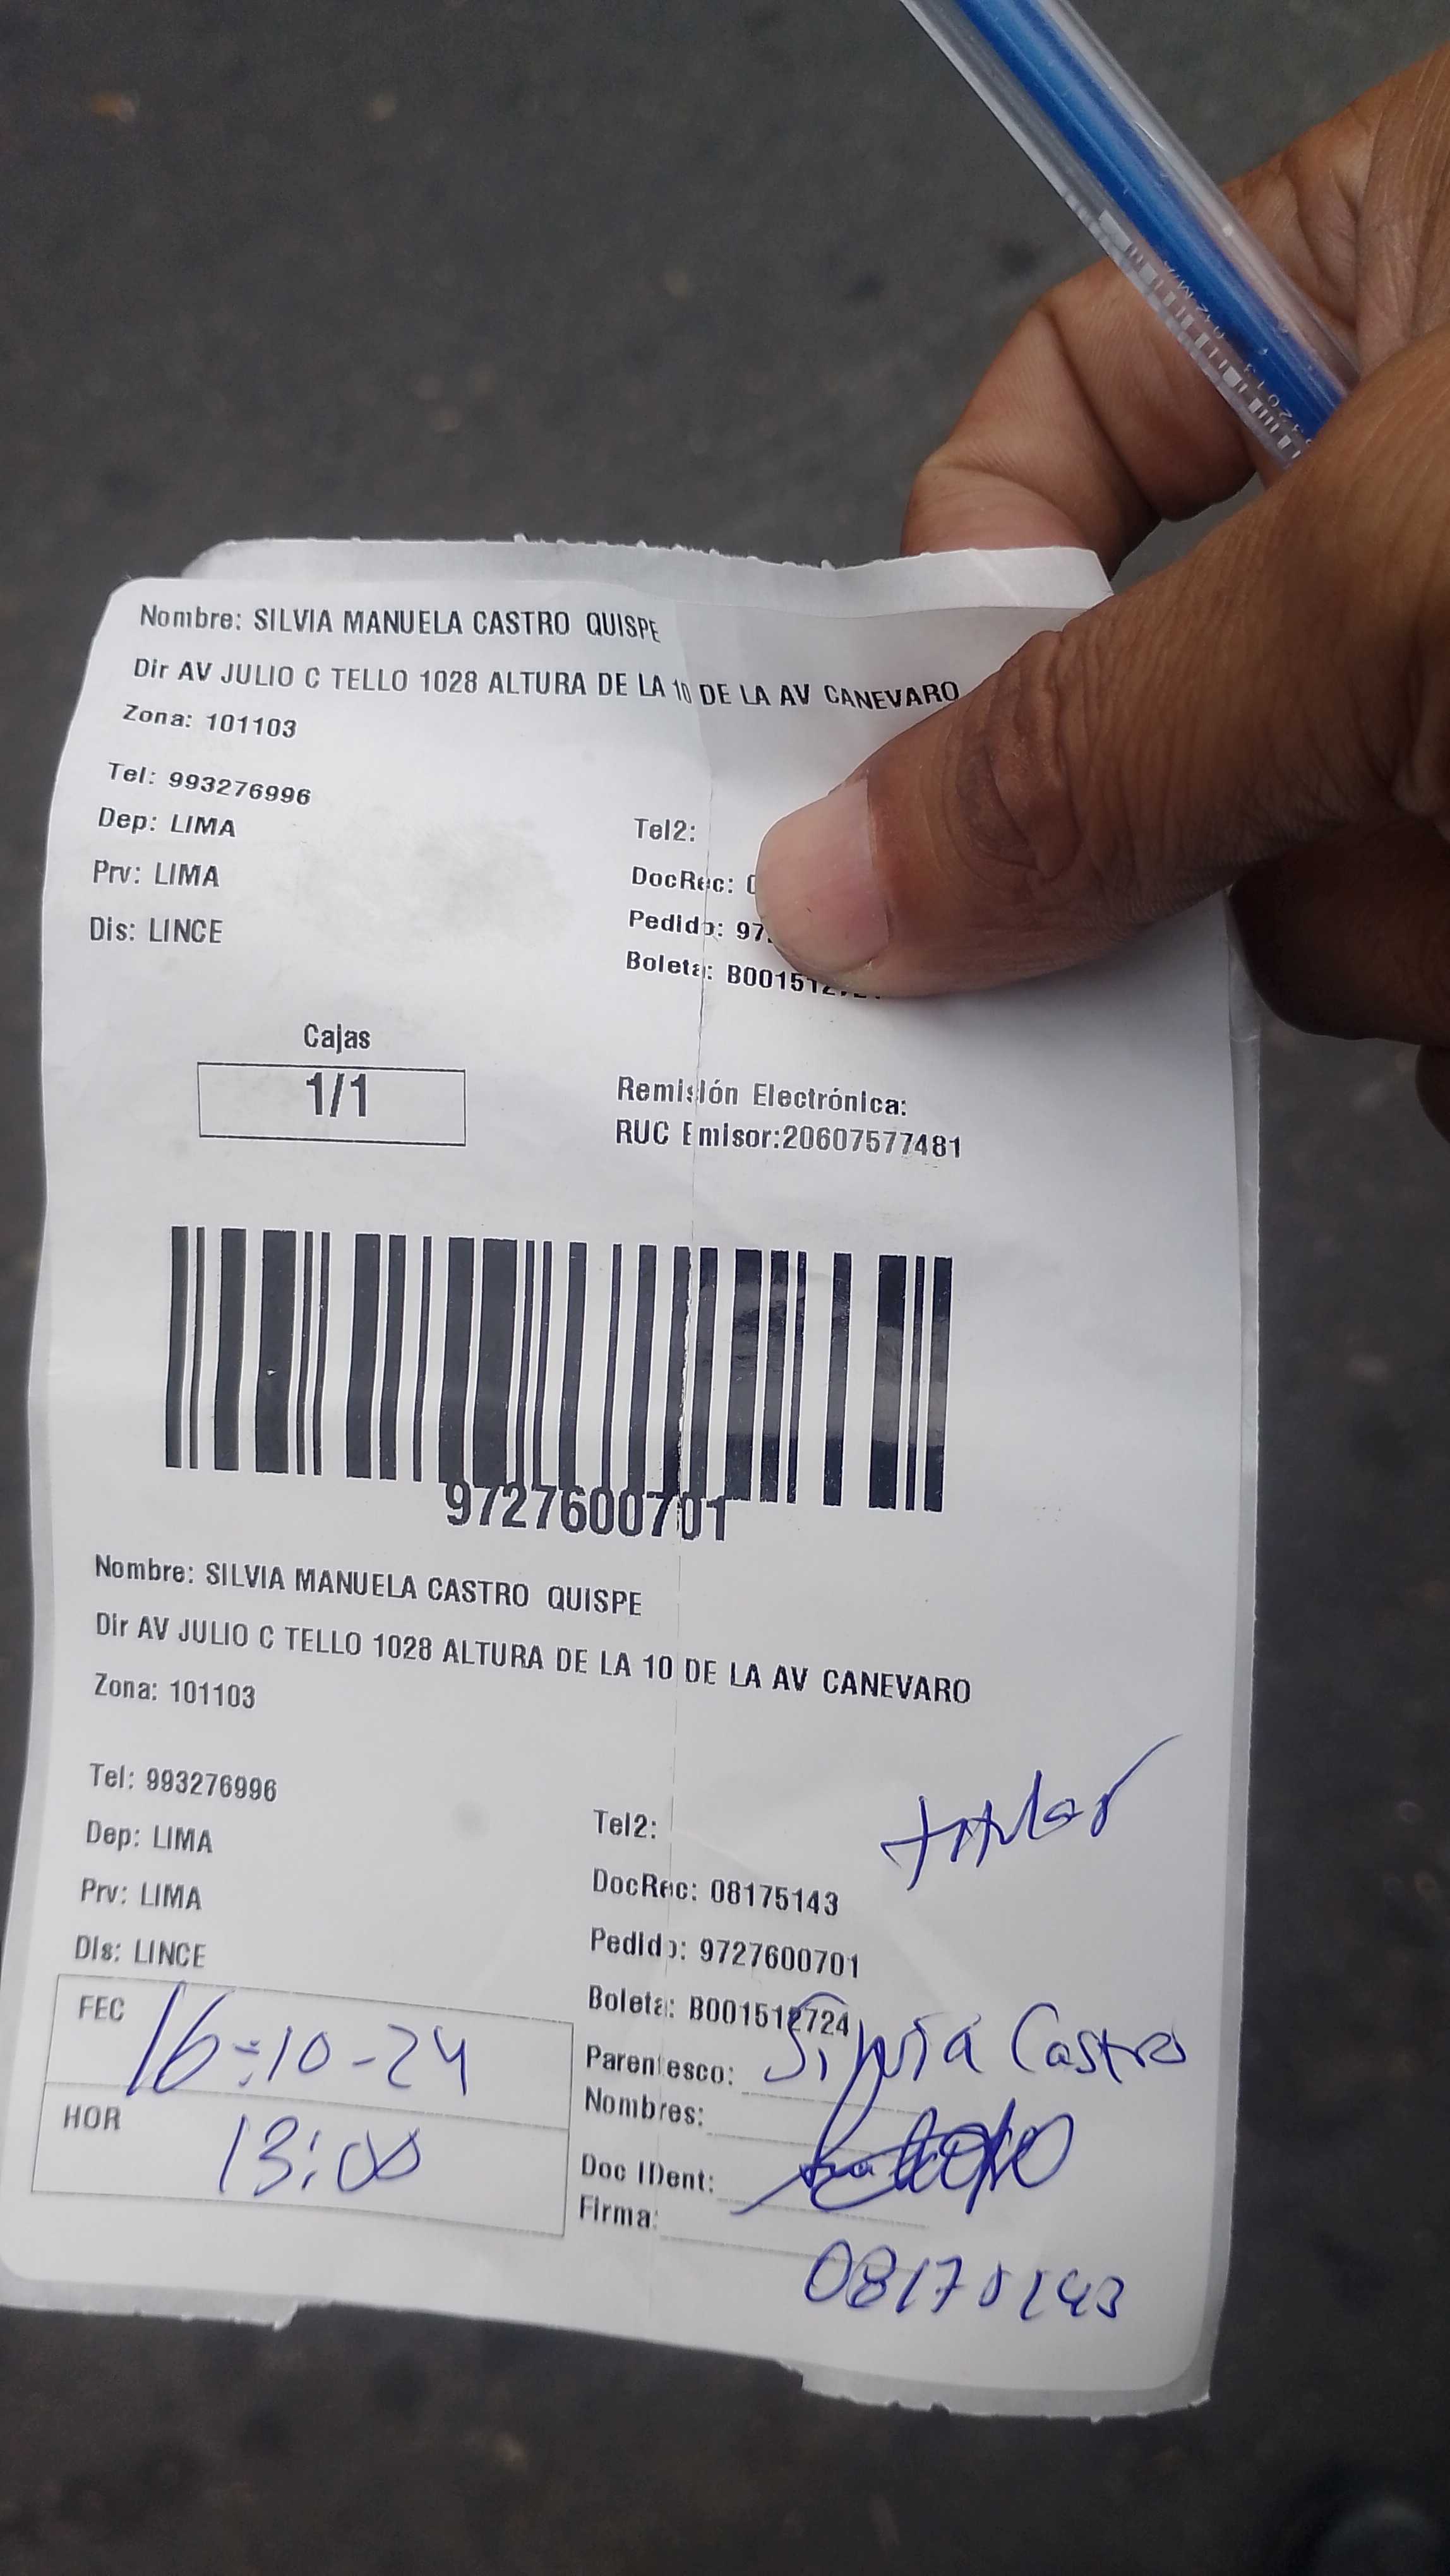 Nombre: SILVIA MANUELA CASTRO QUISPE
Dir AV JULIO C TELLO 1028 ALTURA DE LA 10 DE LA AV CANEVARO
Zona: 101103
Tel: 993276996
Tel2:
Dep: LIMA
DocRec:
Prv: LIMA
Pedido:
Dis: LINCE
Boleta:
Cajas
1/1
Remisión Electrónica:
RUC Emisor:20607577481
9727600701
Nombre: SILVIA MANUELA CASTRO QUISPE
Dir AV JULIO C TELLO 1028 ALTURA DE LA 10 DE LA AV CANEVARO
Zona: 101103
titular
Tel: 993276996
Tel2:
Dep: LIMA
DocRec: 08175143
Prv: LIMA
Pedido: 9727600701
Dis: LINCE
Boleta: B001512724
FEC 16-10-24
Parentesco: Silvia Castro
Nombres:
HOR 13:00
Doc IDent:
Firma:
08175143